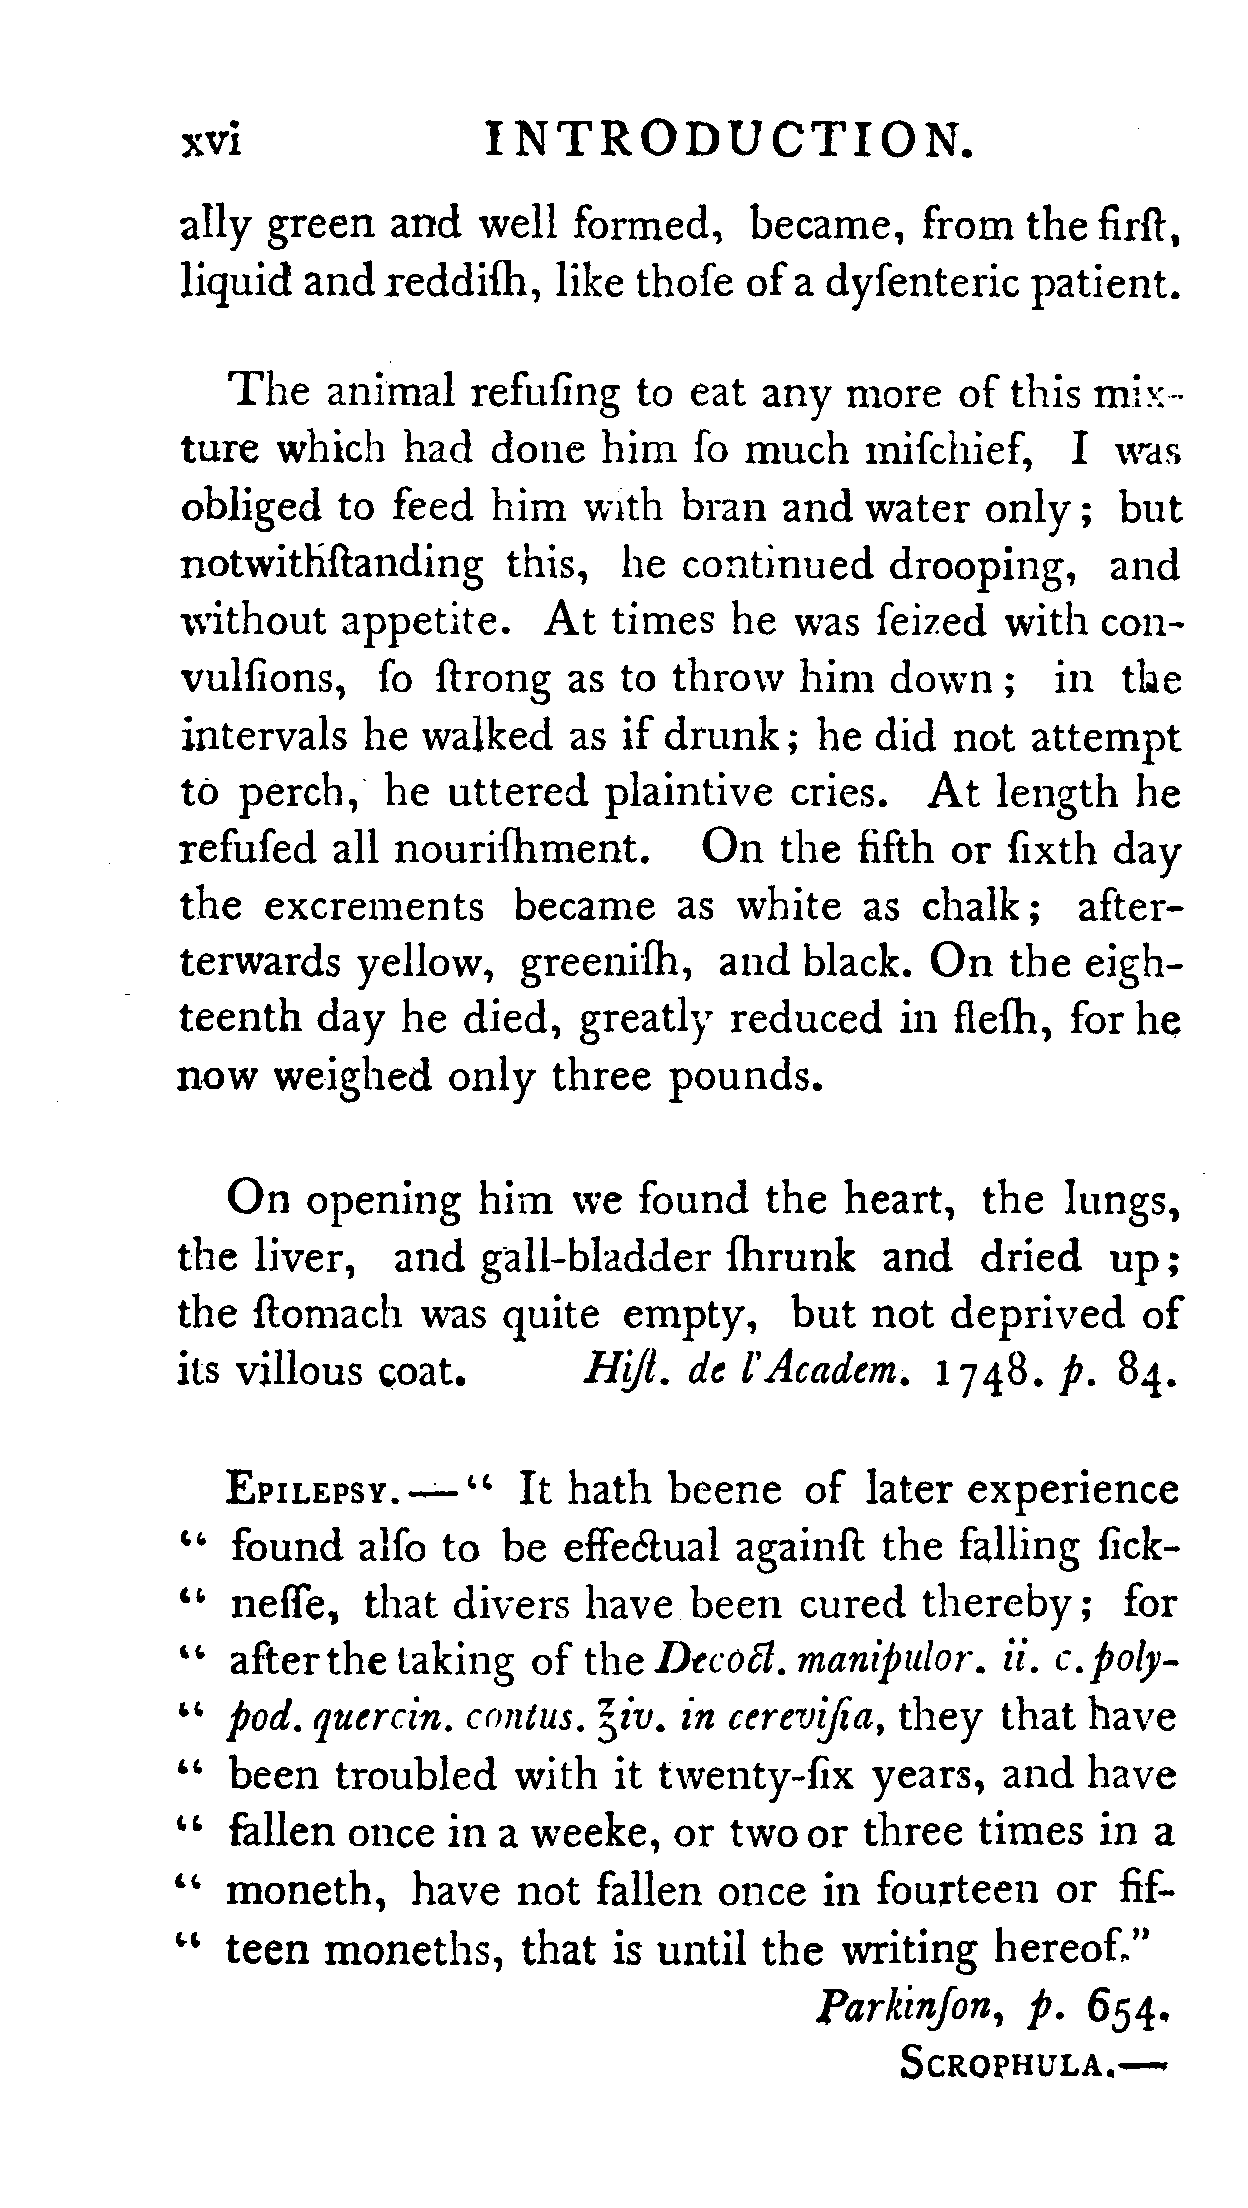 xvi INTRODUCTION.
ally green and well formed, became, from the firſt,
liquid and reddiſh, like thoſe of a dyſenteric patient.
The animal refuſing to eat any more of this mix-
ture which had done him ſo much miſchief, I was
obliged to feed him with bran and water only; but
notwithſtanding this, he continued drooping, and
without appetite. At times he was ſeized with con-
vulſions, ſo ſtrong as to throw him down; in the
intervals he walked as if drunk; he did not attempt
to perch, he uttered plaintive cries. At length he
refuſed all nouriſhment. On the fifth or ſixth day
the excrements became as white as chalk; after-
terwards yellow, greeniſh, and black. On the eigh-
teenth day he died, greatly reduced in fleſh, for he
now weighed only three pounds.
On opening him we found the heart, the lungs,
the liver, and gall-bladder ſhrunk and dried up;
the ſtomach was quite empty, but not deprived of
its villous coat. Hiſt. de l'Academ. 1748. p. 84.
EPILEPSY.—“ It hath beene of later experience
“ found alſo to be effectual againſt the falling ſick-
“ neſſe, that divers have been cured thereby; for
“ after the taking of the Decoct. manipulor. ii. c. poly-
“ pod. quercin. contus. ℥iv. in cereviſia, they that have
“ been troubled with it twenty-ſix years, and have
“ fallen once in a weeke, or two or three times in a
“ moneth, have not fallen once in fourteen or fif-
“ teen moneths, that is until the writing hereof.”
Parkinſon, p. 654.
SCROPHULA.—